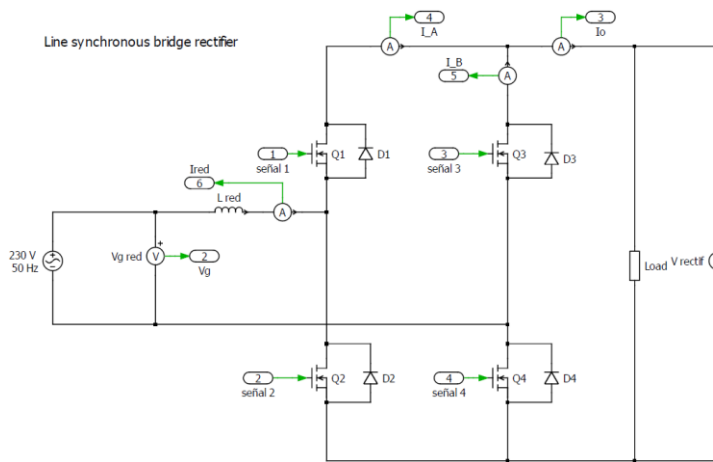 Line synchronous bridge rectifier
4
I_A
3
Io
I_B
5
A
A
A
1
señal 1
Q1
D1
3
señal 3
Q3
D3
Ired
6
L red
A
230 V
50 Hz
Vg red
V
2
Vg
Load
V rectif
2
señal 2
Q2
D2
4
señal 4
Q4
D4